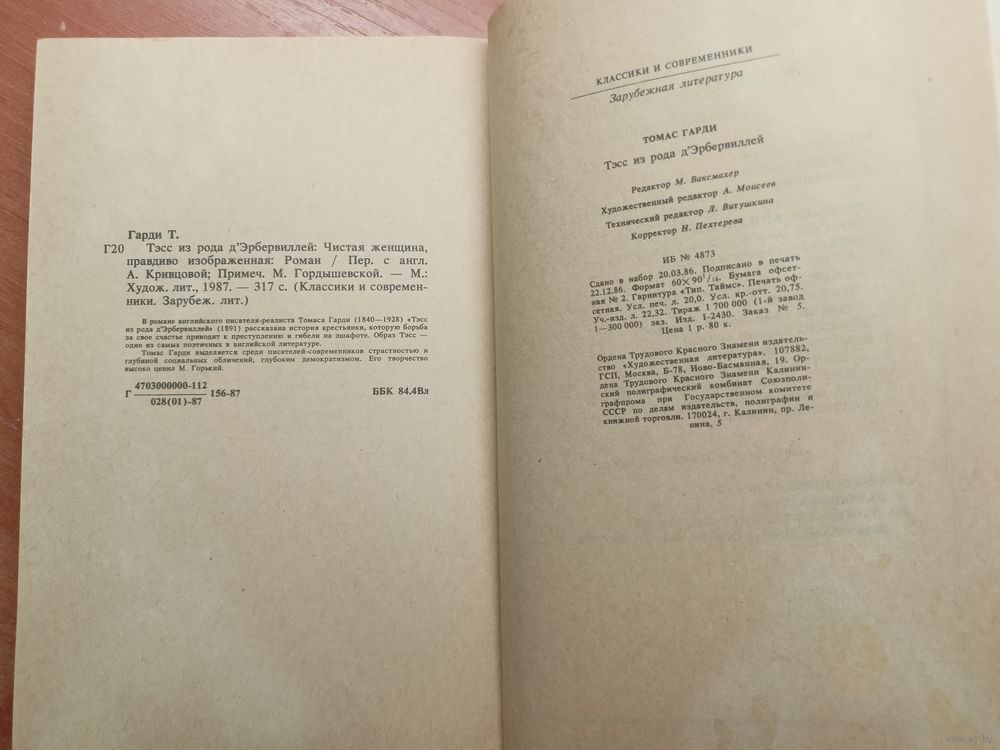 Гарди Т.
Г20 Тэсс из рода д'Эрбервиллей: Чистая женщина,
правдиво изображенная: Роман / Пер. с англ.
А. Кривцовой; Примеч. М. Гордышевской. — М.:
Худож. лит., 1987. — 317 с. (Классики и современ-
ники. Зарубеж. лит.)
В романе английского писателя-реалиста Томаса Гарди (1840—1928) «Тэсс
из рода д'Эрбервиллей» (1891) рассказана история крестьянки, которую борьба
за свое счастье приводит к преступлению и гибели на эшафоте. Образ Тэсс —
один из самых поэтичных в английской литературе.
Томас Гарди выделяется среди писателей-современников страстностью и
глубиной социальных обличений, глубоким демократизмом. Его творчество
высоко ценил М. Горький.
Г 4703000000-112
028(01)-87 156-87
ББК 84.4Вл
КЛАССИКИ И СОВРЕМЕННИКИ
Зарубежная литература
ТОМАС ГАРДИ
Тэсс из рода д'Эрбервиллей
Редактор М. Ваксмахер
Художественный редактор А. Моисеев
Технический редактор Л. Витушкина
Корректор Н. Пехтерева
ИБ № 4873
Сдано в набор 20.03.86. Подписано в печать
22.12.86. Формат 60×90 1/16. Бумага офсет-
ная № 2. Гарнитура «Тип. Таймс». Печать оф-
сетная. Усл. печ. л. 20,0. Усл. кр.-отт. 20,75.
Уч.-изд. л. 22,32. Тираж 1 700 000 (1-й завод
1—300 000) экз. Изд. I-2430. Заказ № 5.
Цена 1 р. 80 к.
Ордена Трудового Красного Знамени издатель-
ство «Художественная литература». 107882,
ГСП, Москва, Б-78, Ново-Басманная, 19. Ор-
дена Трудового Красного Знамени Калинин-
ский полиграфический комбинат Союзполи-
графпрома при Государственном комитете
СССР по делам издательств, полиграфии и
книжной торговли. 170024, г. Калинин, пр. Ле-
нина, 5
www.ay.by